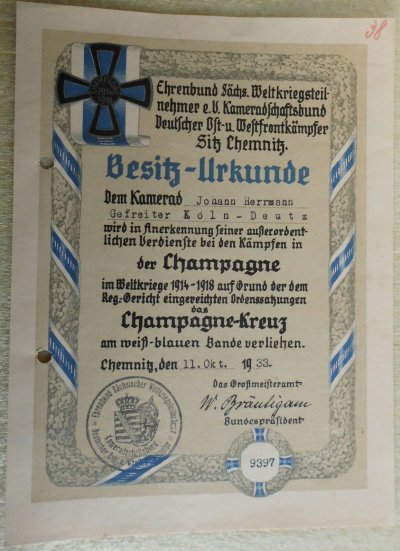 38
Ehrenbund Sächs. Weltkriegsteil-
nehmer e.V. Kameradschaftsbund
Deutscher Ost-u. Westfrontkämpfer
Sitz Chemnitz.
Besitz-Urkunde
Dem Kamerad Johann Herrmann
Gefreiter Köln-Deutz
wird in Anerkennung seiner außerordent-
lichen Verdienste bei den Kämpfen in
der Champagne
im Weltkriege 1914-1918 auf Grund der dem
Reg.-Gericht eingereichten Ordenssatzungen
das
Champagne-Kreuz
am weiß-blauen Bande verliehen.
Chemnitz, den 11.Okt. 1933.
Das Großmeisteramt
W. Bräutigam
Bundespräsident
9397